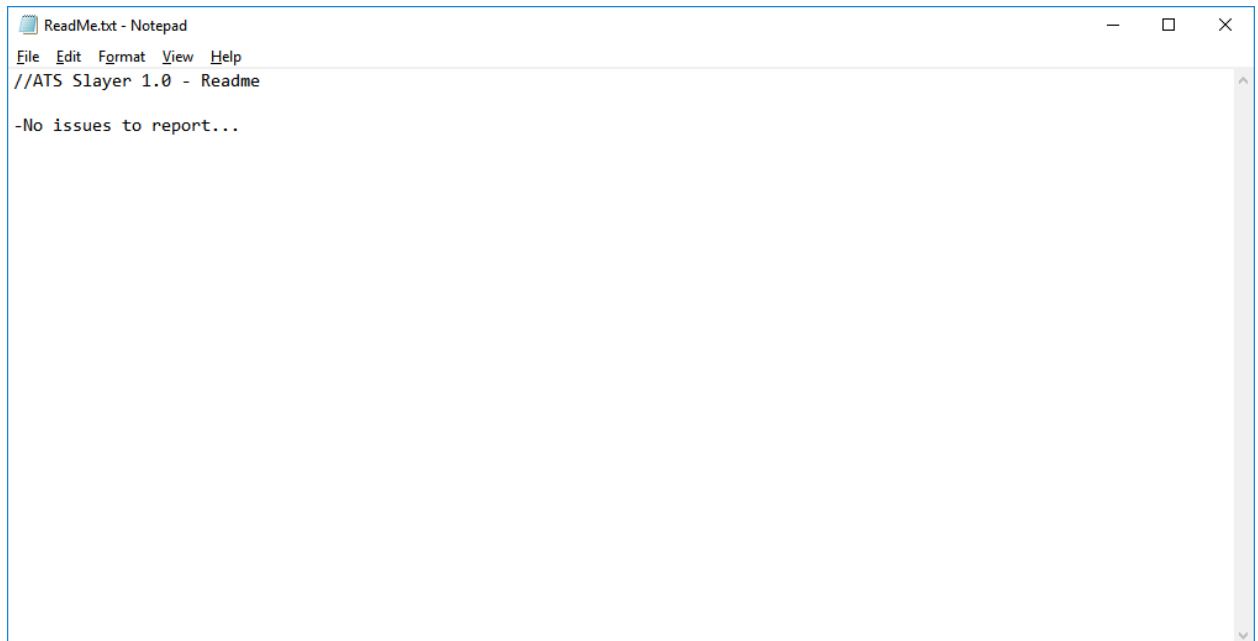 ReadMe.txt - Notepad
File Edit Format View Help
//ATS Slayer 1.0 - Readme
-No issues to report...